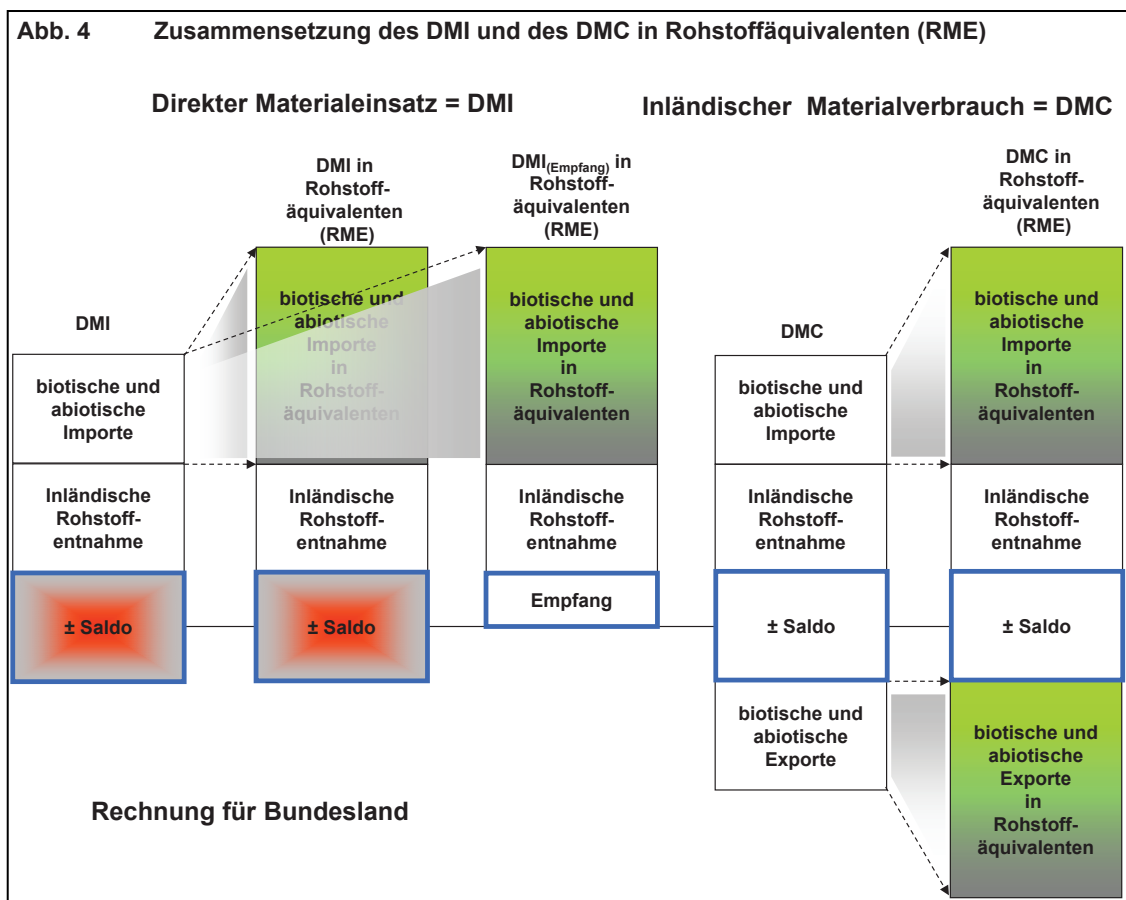 Abb. 4 Zusammensetzung des DMI und des DMC in Rohstoffäquivalenten (RME)
Direkter Materialeinsatz = DMI
Inländischer Materialverbrauch = DMC
DMI
biotische und
abiotische
Importe
Inländische
Rohstoff-
entnahme
± Saldo
DMI in
Rohstoff-
äquivalenten
(RME)
biotische und
abiotische
Importe
in
Rohstoff-
äquivalenten
Inländische
Rohstoff-
entnahme
± Saldo
DMI(Empfang) in
Rohstoff-
äquivalenten
(RME)
biotische und
abiotische
Importe
in
Rohstoff-
äquivalenten
Inländische
Rohstoff-
entnahme
Empfang
DMC
biotische und
abiotische
Importe
Inländische
Rohstoff-
entnahme
± Saldo
biotische und
abiotische
Exporte
DMC in
Rohstoff-
äquivalenten
(RME)
biotische und
abiotische
Importe
in
Rohstoff-
äquivalenten
Inländische
Rohstoff-
entnahme
± Saldo
biotische und
abiotische
Exporte
in
Rohstoff-
äquivalenten
Rechnung für Bundesland